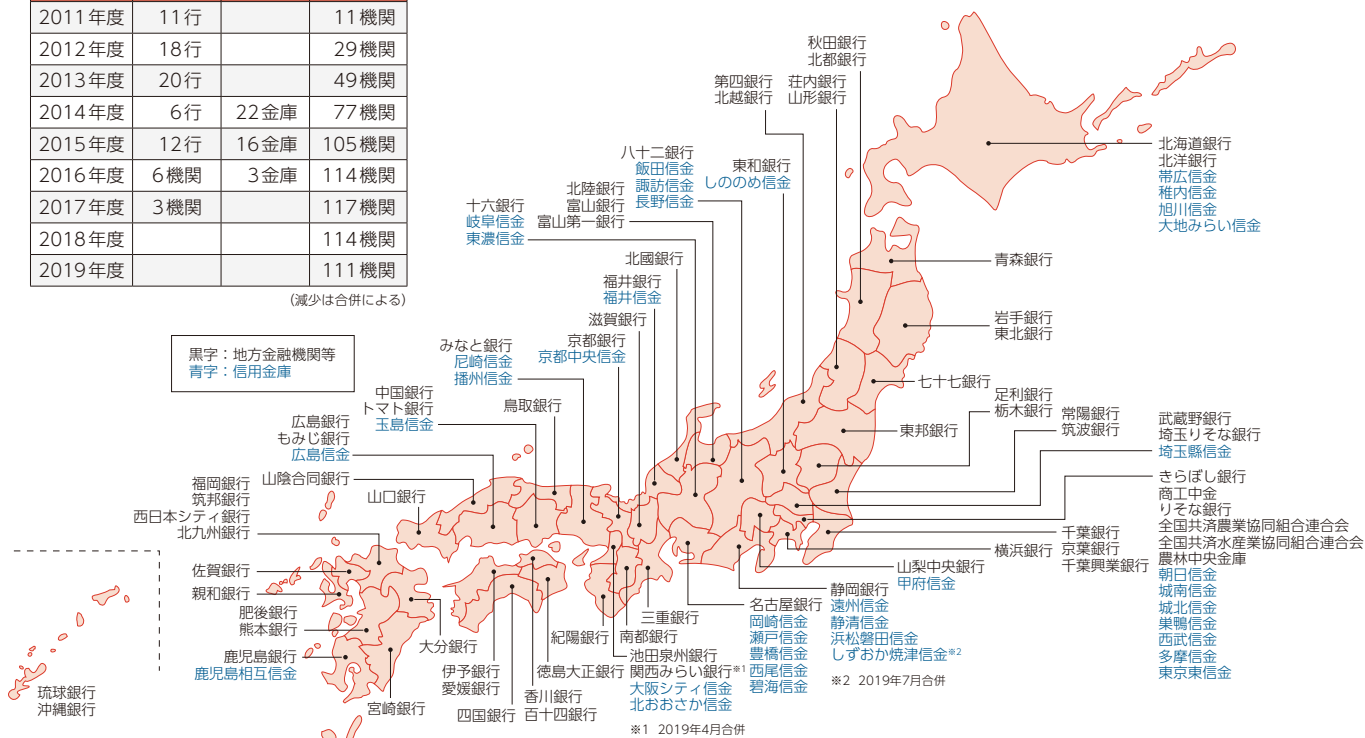 2011年度 11行 11機関
2012年度 18行 29機関
2013年度 20行 49機関
2014年度 6行 22金庫 77機関
2015年度 12行 16金庫 105機関
2016年度 6機関 3金庫 114機関
2017年度 3機関 117機関
2018年度 114機関
2019年度 111機関
(減少は合併による)
黒字：地方金融機関等
青字：信用金庫
秋田銀行
北都銀行
第四銀行
北越銀行
荘内銀行
山形銀行
八十二銀行
飯田信金
諏訪信金
長野信金
東和銀行
しののめ信金
北陸銀行
富山銀行
富山第一銀行
十六銀行
岐阜信金
東濃信金
北國銀行
福井銀行
福井信金
滋賀銀行
京都銀行
京都中央信金
みなと銀行
尼崎信金
播州信金
中国銀行
トマト銀行
玉島信金
鳥取銀行
広島銀行
もみじ銀行
広島信金
山陰合同銀行
山口銀行
福岡銀行
筑邦銀行
西日本シティ銀行
北九州銀行
佐賀銀行
親和銀行
肥後銀行
熊本銀行
鹿児島銀行
鹿児島相互信金
琉球銀行
沖縄銀行
大分銀行
宮崎銀行
伊予銀行
愛媛銀行
四国銀行
徳島大正銀行
香川銀行
百十四銀行
紀陽銀行
三重銀行
南都銀行
池田泉州銀行
関西みらい銀行※1
大阪シティ信金
北おおさか信金
※1 2019年4月合併
名古屋銀行
岡崎信金
瀬戸信金
豊橋信金
西尾信金
碧海信金
静岡銀行
遠州信金
静清信金
浜松磐田信金
しずおか焼津信金※2
※2 2019年7月合併
山梨中央銀行
甲府信金
横浜銀行
千葉銀行
京葉銀行
千葉興業銀行
北海道銀行
北洋銀行
帯広信金
稚内信金
旭川信金
大地みらい信金
青森銀行
岩手銀行
東北銀行
七十七銀行
東邦銀行
足利銀行
栃木銀行
常陽銀行
筑波銀行
武蔵野銀行
埼玉りそな銀行
埼玉縣信金
きらぼし銀行
商工中金
りそな銀行
全国共済農業協同組合連合会
全国共済水産業協同組合連合会
農林中央金庫
朝日信金
城南信金
城北信金
巣鴨信金
西武信金
多摩信金
東京東信金